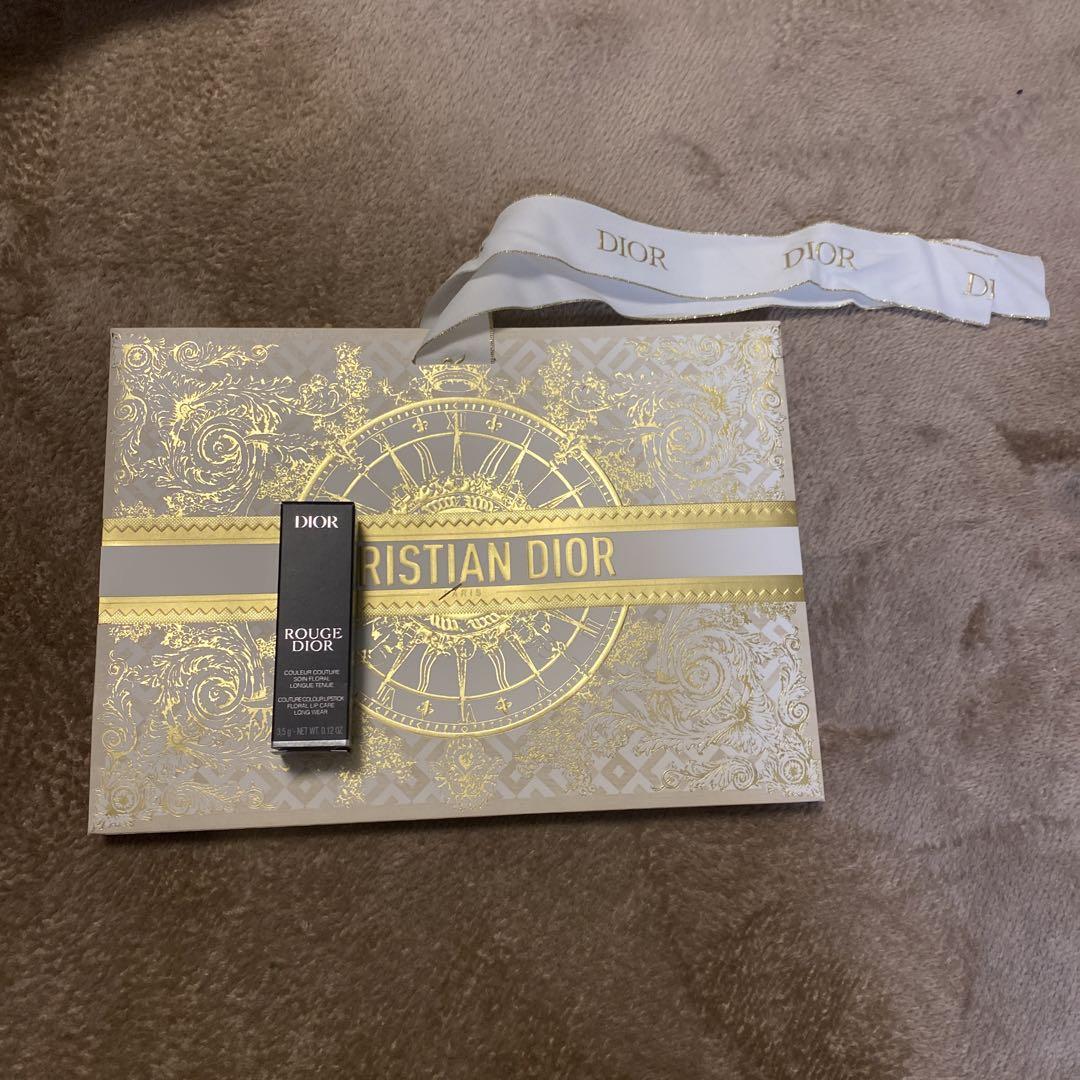 DIOR
DIOR
DI
RISTIAN DIOR
ARIS
DIOR
ROUGE
DIOR
COULEUR COUTURE
SOIN FLORAL
LONGUE TENUE
COUTURE COLOUR LIPSTICK
FLORAL LIP CARE
LONG WEAR
3,5 g - NET WT. 0.12 OZ